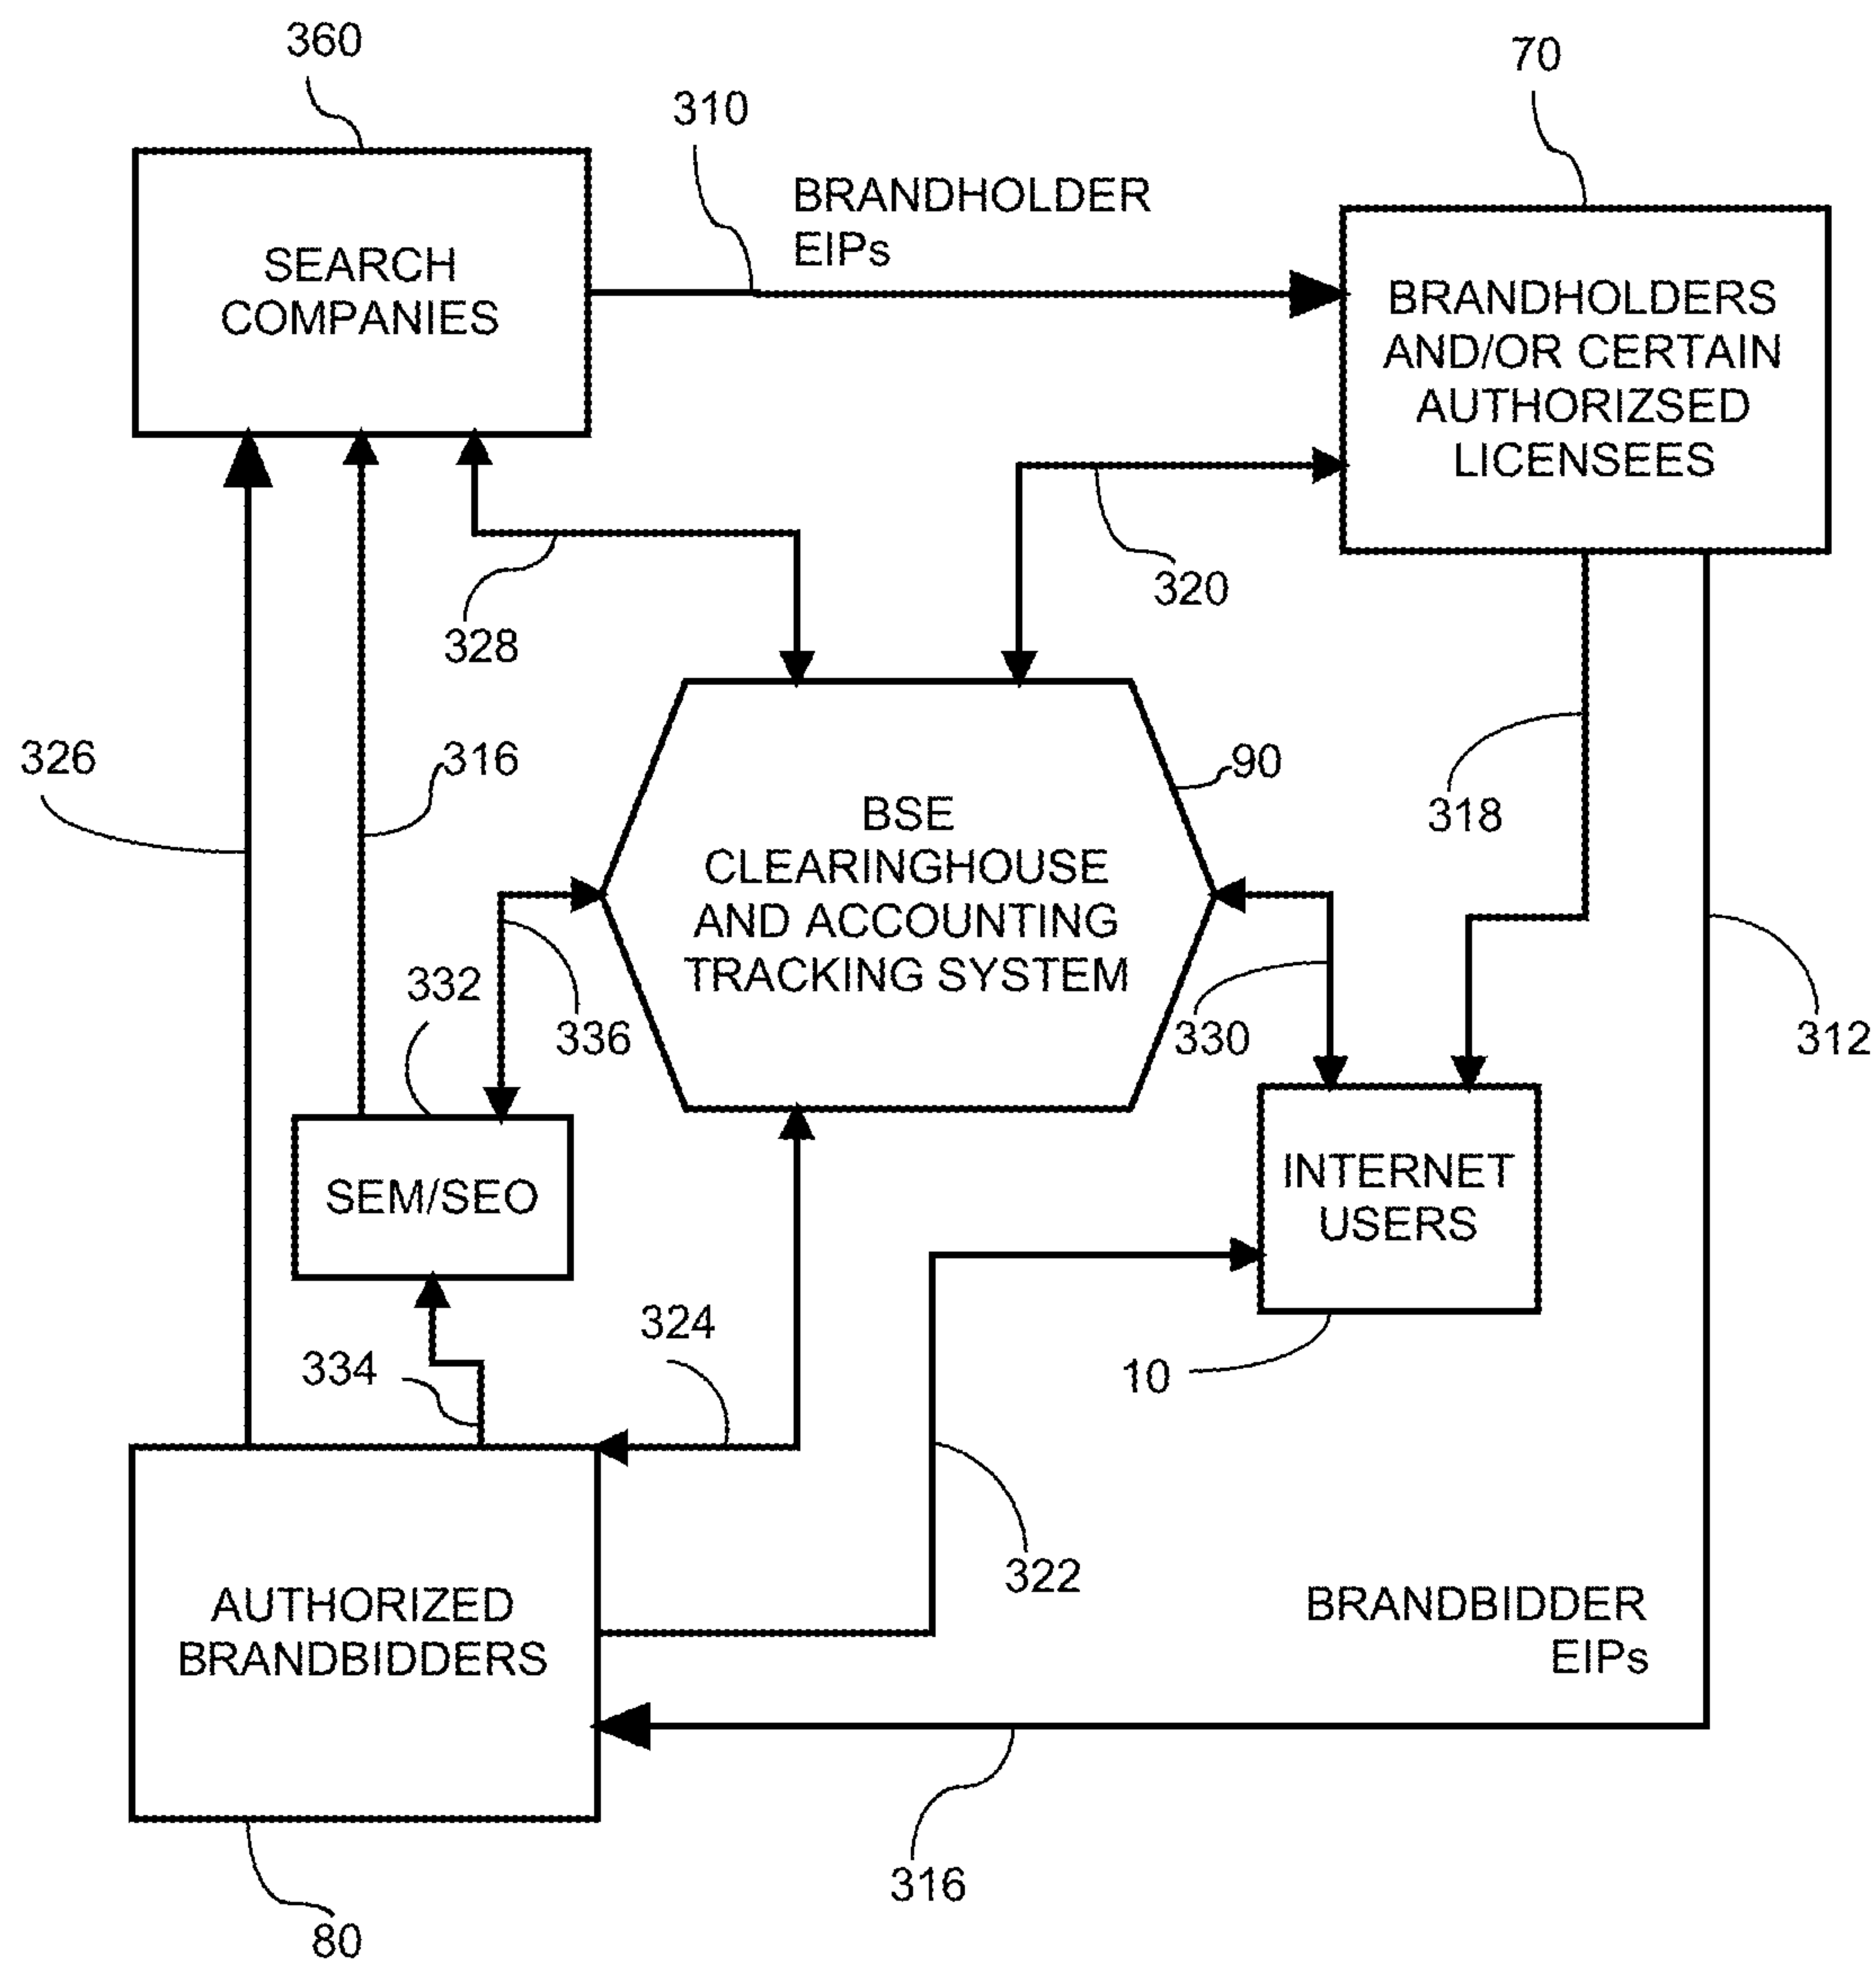 360
70
310
BRANDHOLDER
EIPs
SEARCH
COMPANIES
BRANDHOLDERS
AND/OR CERTAIN
AUTHORIZSED
LICENSEES
320
328
326
316
90
318
BSE
CLEARINGHOUSE
AND ACCOUNTING
TRACKING SYSTEM
332
336
330
312
SEM/SEO
INTERNET
USERS
324
334
10
322
AUTHORIZED
BRANDBIDDERS
BRANDBIDDER
EIPs
316
80